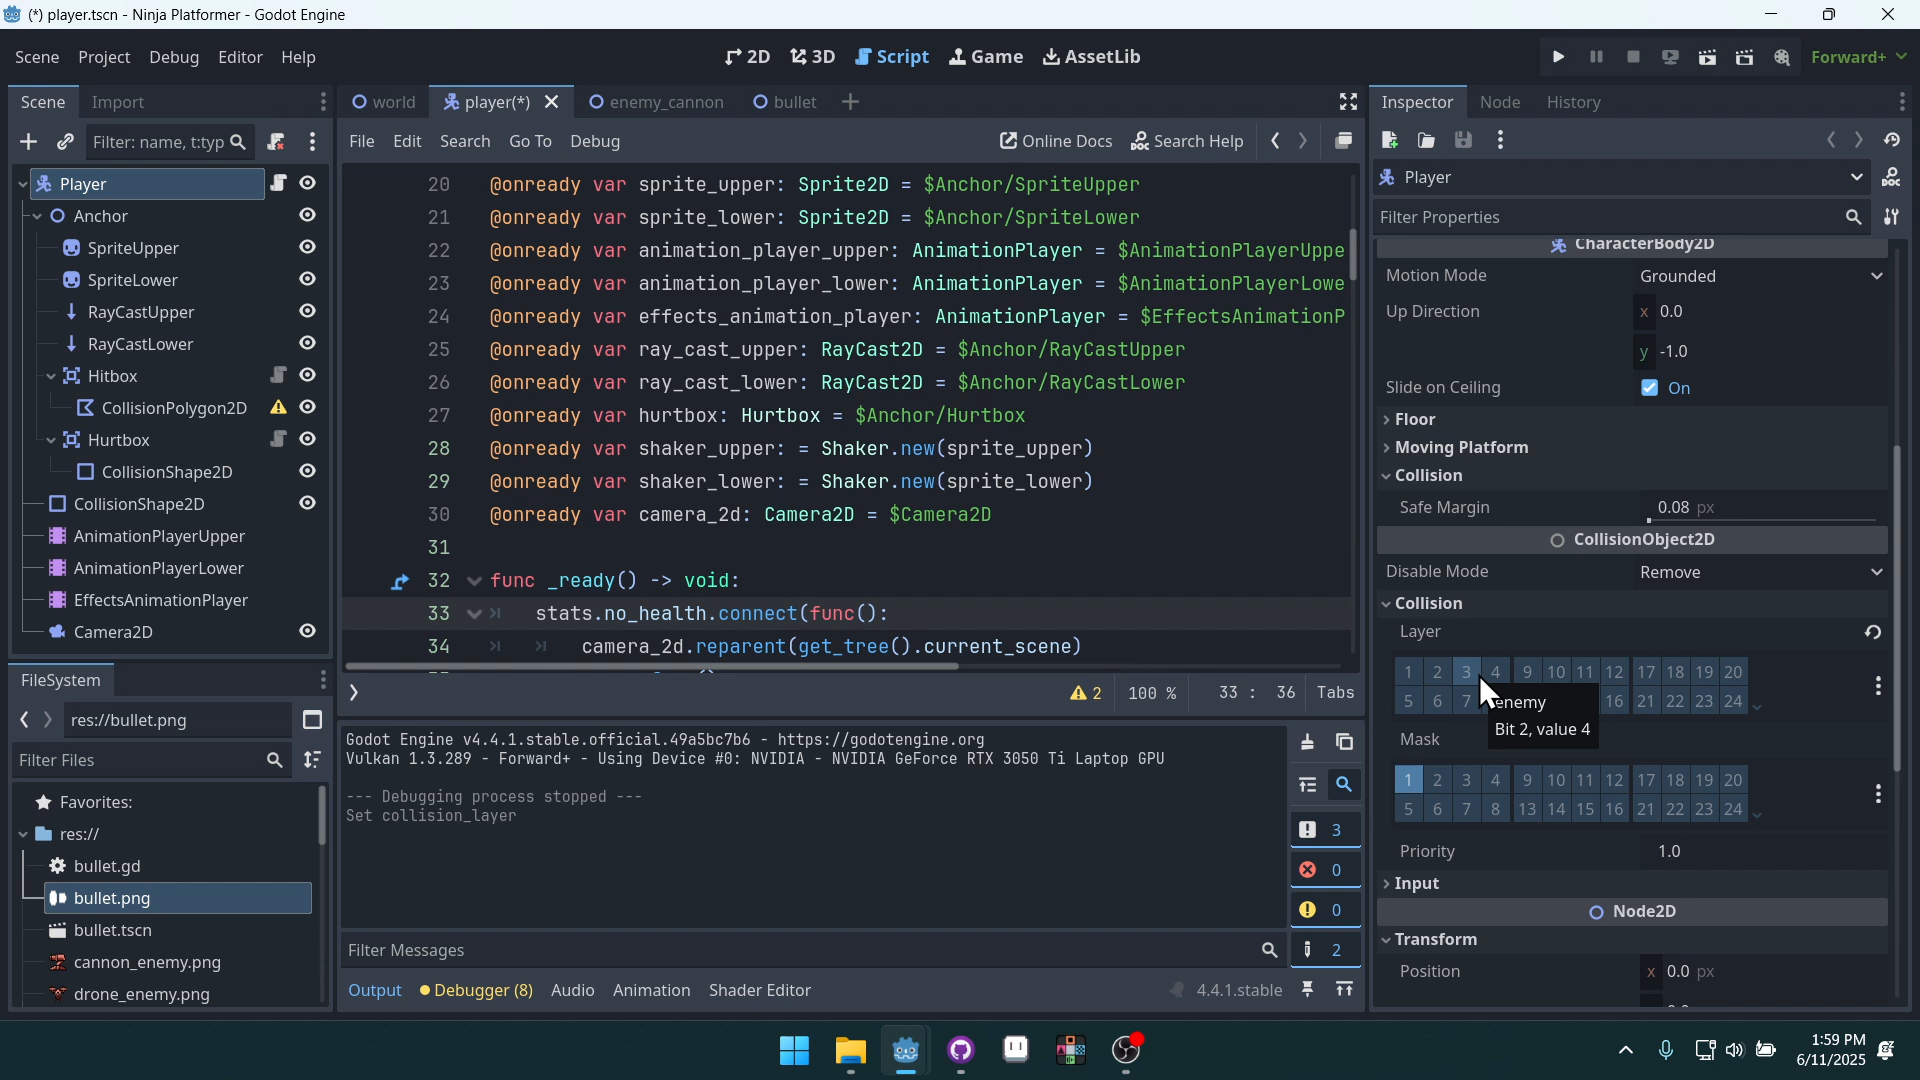 (*) player.tscn - Ninja Platformer - Godot Engine
Scene Project Debug Editor Help
2D 3D Script Game AssetLib
Forward+
Scene Import
Filter: name, t:typ
Player
Anchor
SpriteUpper
SpriteLower
RayCastUpper
RayCastLower
Hitbox
CollisionPolygon2D
Hurtbox
CollisionShape2D
CollisionShape2D
AnimationPlayerUpper
AnimationPlayerLower
EffectsAnimationPlayer
Camera2D
FileSystem
res://bullet.png
Filter Files
Favorites:
res://
bullet.gd
bullet.png
bullet.tscn
cannon_enemy.png
drone_enemy.png
world player(*) enemy_cannon bullet
File Edit Search Go To Debug Online Docs Search Help
20 @onready var sprite_upper: Sprite2D = $Anchor/SpriteUpper
21 @onready var sprite_lower: Sprite2D = $Anchor/SpriteLower
22 @onready var animation_player_upper: AnimationPlayer = $AnimationPlayerUppe
23 @onready var animation_player_lower: AnimationPlayer = $AnimationPlayerLowe
24 @onready var effects_animation_player: AnimationPlayer = $EffectsAnimationP
25 @onready var ray_cast_upper: RayCast2D = $Anchor/RayCastUpper
26 @onready var ray_cast_lower: RayCast2D = $Anchor/RayCastLower
27 @onready var hurtbox: Hurtbox = $Anchor/Hurtbox
28 @onready var shaker_upper: = Shaker.new(sprite_upper)
29 @onready var shaker_lower: = Shaker.new(sprite_lower)
30 @onready var camera_2d: Camera2D = $Camera2D
31
32 func _ready() -> void:
33 stats.no_health.connect(func():
34 camera_2d.reparent(get_tree().current_scene)
2 100 % 33 : 36 Tabs
Godot Engine v4.4.1.stable.official.49a5bc7b6 - https://godotengine.org
Vulkan 1.3.289 - Forward+ - Using Device #0: NVIDIA - NVIDIA GeForce RTX 3050 Ti Laptop GPU
--- Debugging process stopped ---
Set collision_layer
3
0
0
2
Filter Messages
Output Debugger (8) Audio Animation Shader Editor 4.4.1.stable
Inspector Node History
Player
Filter Properties
CharacterBody2D
Motion Mode Grounded
Up Direction x 0.0
y -1.0
Slide on Ceiling On
Floor
Moving Platform
Collision
Safe Margin 0.08 px
CollisionObject2D
Disable Mode Remove
Collision
Layer
1 2 3 4 9 10 11 12 17 18 19 20
5 6 7 16 21 22 23 24
enemy
Bit 2, value 4
Mask
1 2 3 4 9 10 11 12 17 18 19 20
5 6 7 8 13 14 15 16 21 22 23 24
Priority 1.0
Input
Node2D
Transform
Position x 0.0 px
1:59 PM
6/11/2025